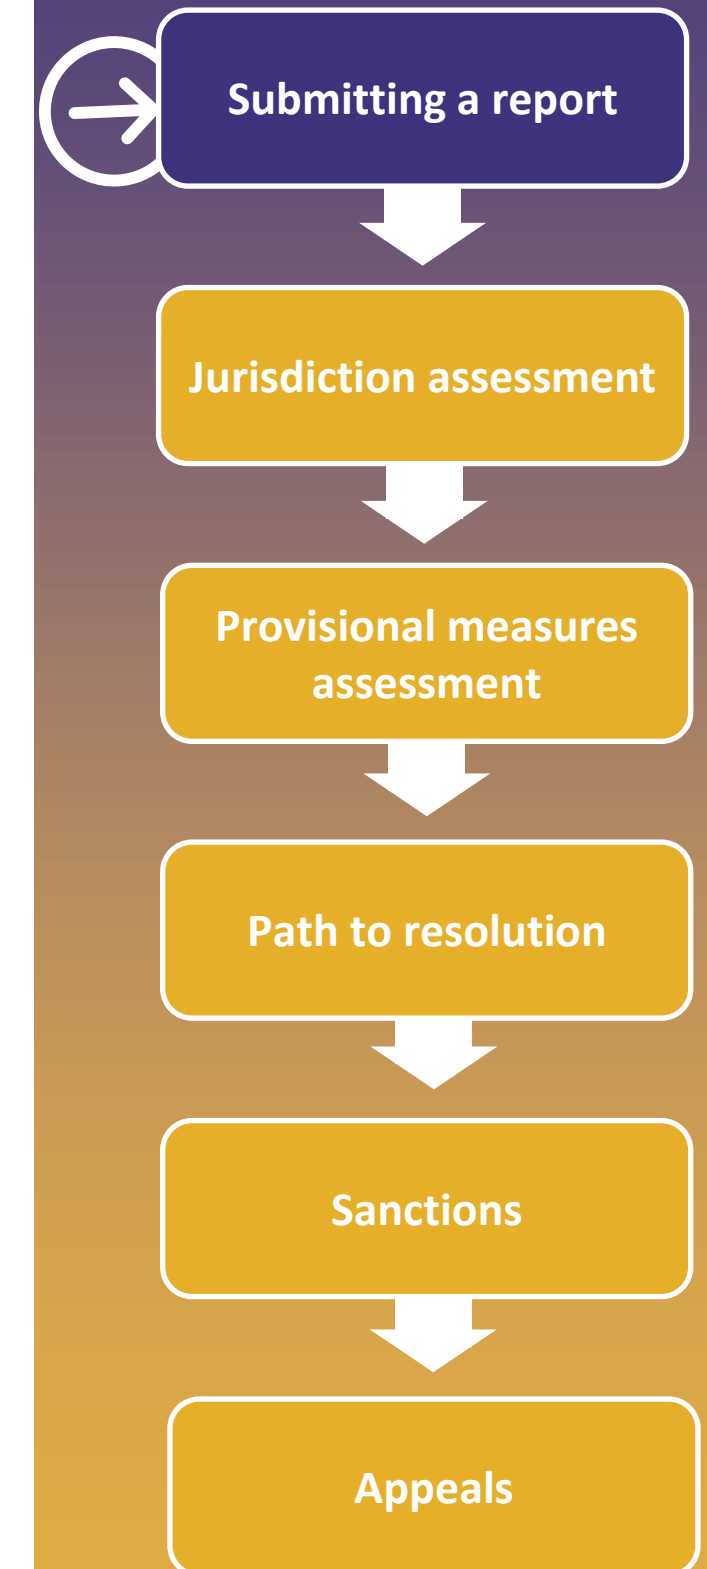 Submitting a report
Jurisdiction assessment
Provisional measures
assessment
Path to resolution
Sanctions
Appeals